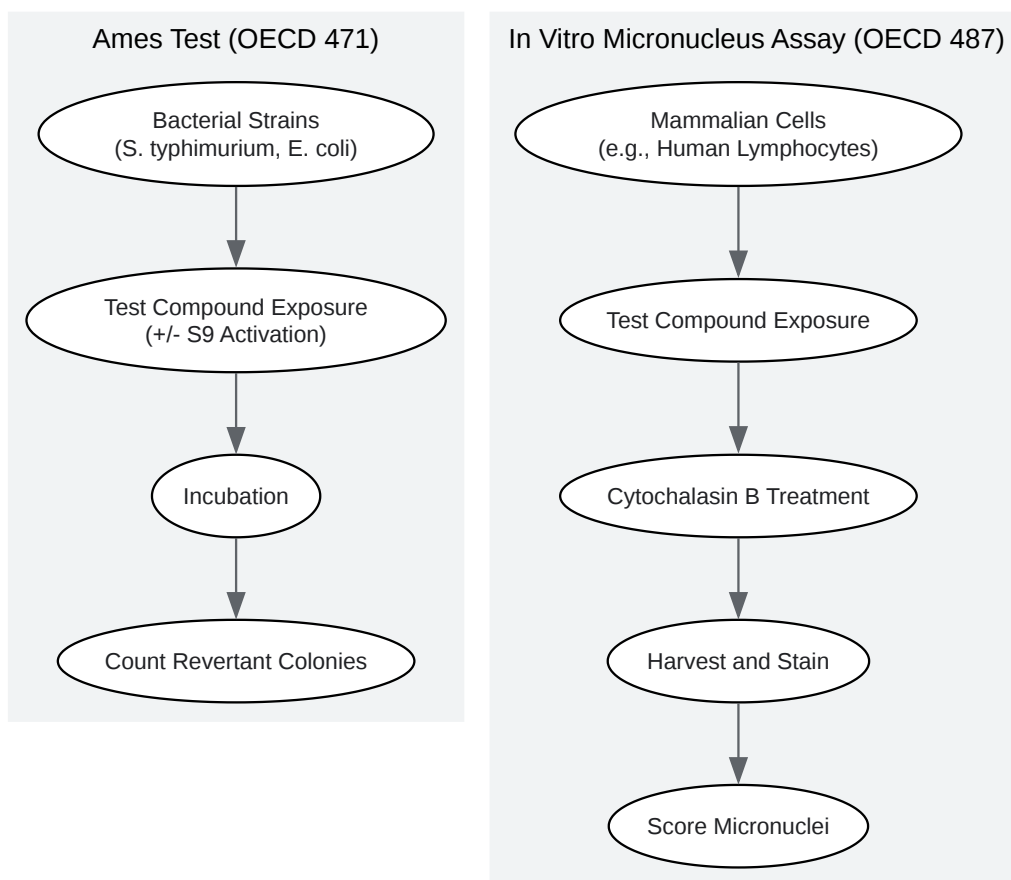 Ames Test (OECD 471)
Bacterial Strains
(S. typhimurium, E. coli)
Test Compound Exposure
(+/- S9 Activation)
Incubation
Count Revertant Colonies
In Vitro Micronucleus Assay (OECD 487)
Mammalian Cells
(e.g., Human Lymphocytes)
Test Compound Exposure
Cytochalasin B Treatment
Harvest and Stain
Score Micronuclei